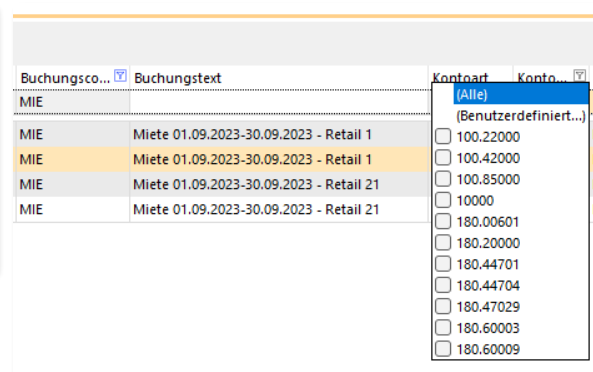 Buchungsco... Buchungstext Kontoart Konto...
MIE
MIE Miete 01.09.2023-30.09.2023 - Retail 1
MIE Miete 01.09.2023-30.09.2023 - Retail 1
MIE Miete 01.09.2023-30.09.2023 - Retail 21
MIE Miete 01.09.2023-30.09.2023 - Retail 21
(Alle)
(Benutzerdefiniert...)
100.22000
100.42000
100.85000
10000
180.00601
180.20000
180.44701
180.44704
180.47029
180.60003
180.60009